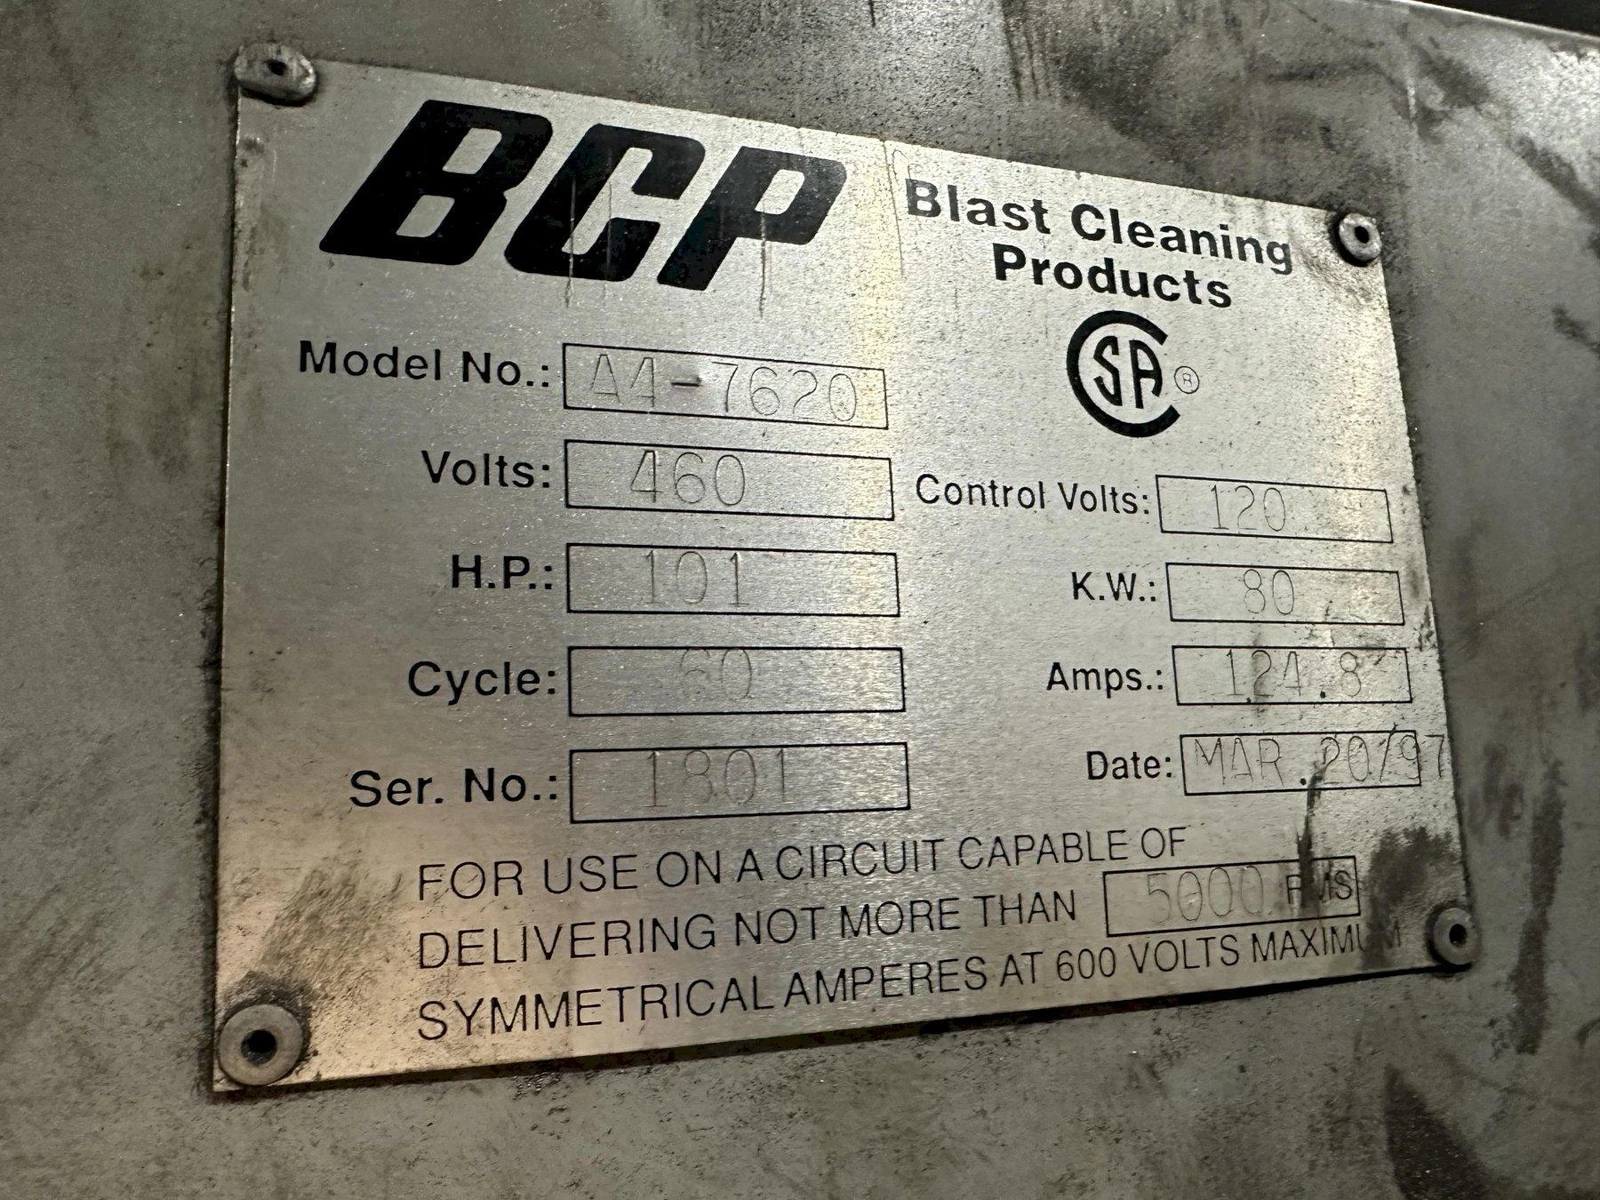 BCP
Blast Cleaning
Products
CSA ®
Model No.: A4-7620
Volts: 460
Control Volts: 120
H.P.: 101
K.W.: 80
Cycle: 60
Amps.: 124.8
Ser. No.: 1801
Date: MAR.20/97
FOR USE ON A CIRCUIT CAPABLE OF
DELIVERING NOT MORE THAN 5000 RMS
SYMMETRICAL AMPERES AT 600 VOLTS MAXIMUM